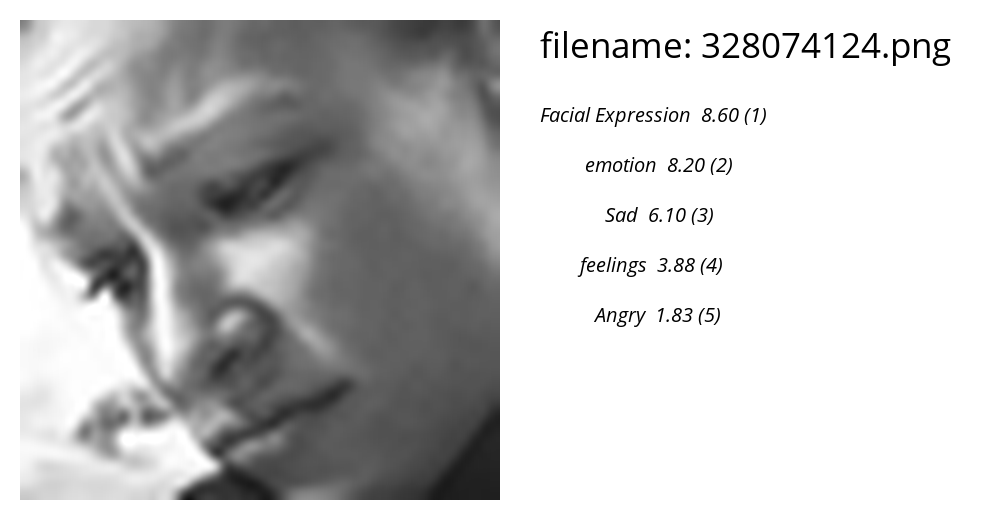 filename: 328074124.png
Facial Expression 8.60 (1)
emotion 8.20 (2)
Sad 6.10 (3)
feelings 3.88 (4)
Angry 1.83 (5)